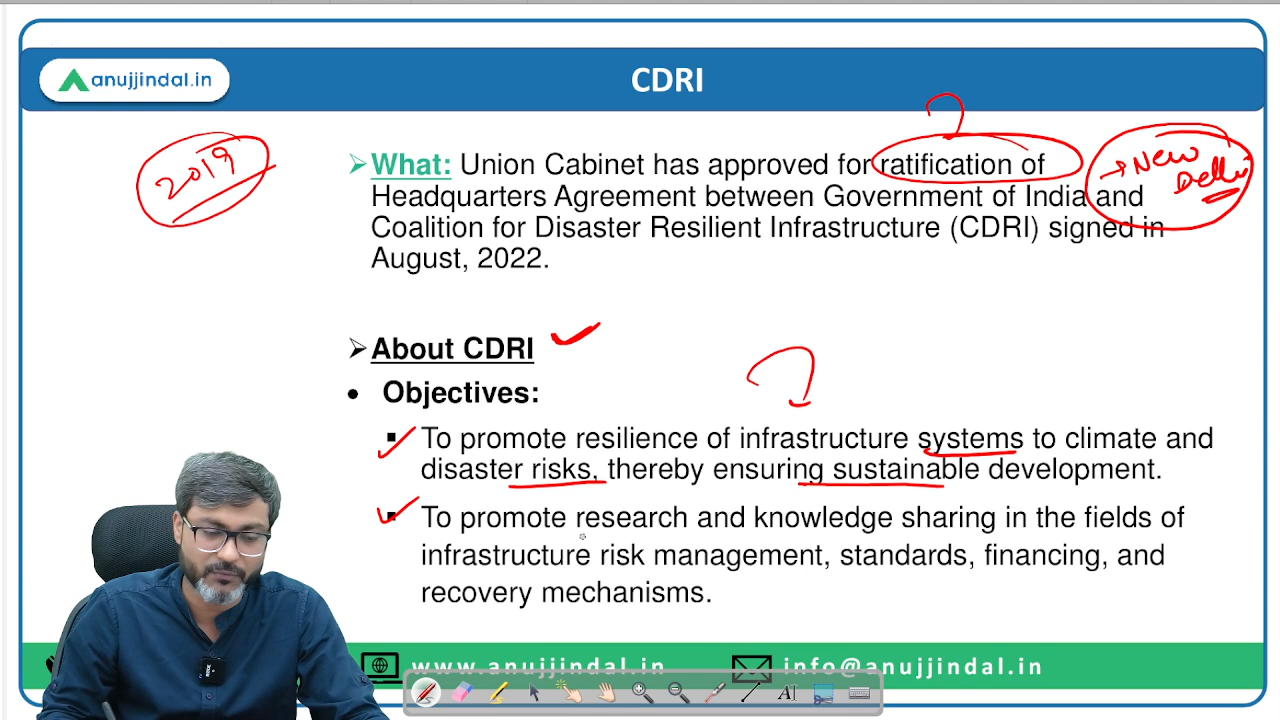 anujjindal.in
CDRI
2019
What: Union Cabinet has approved for ratification of
→ New
Delhi
Headquarters Agreement between Government of India and
Coalition for Disaster Resilient Infrastructure (CDRI) signed in
August, 2022.
About CDRI
Objectives:
To promote resilience of infrastructure systems to climate and
disaster risks, thereby ensuring sustainable development.
To promote research and knowledge sharing in the fields of
infrastructure risk management, standards, financing, and
recovery mechanisms.
www.anujjindal.in info@anujjindal.in